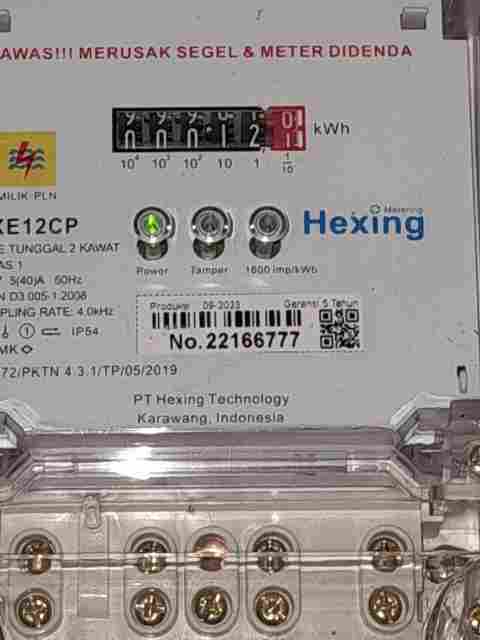 AWAS!!! MERUSAK SEGEL & METER DIDENDA
kWh
10⁴ 10³ 10² 10 1 1/10
MILIK-PLN
XE12CP
Metering
Hexing
E TUNGGAL 2 KAWAT
AS 1
5(40)A 50Hz
N D3.005-1:2008
PLING RATE: 4,0kHz
IP54
MK
72/PKTN 4.3.1/TP/05/2019
Power Tamper 1600 imp/kWh
Produksi 09-2023 Garansi 5 Tahun
No.22166777
PT Hexing Technology
Karawang, Indonesia